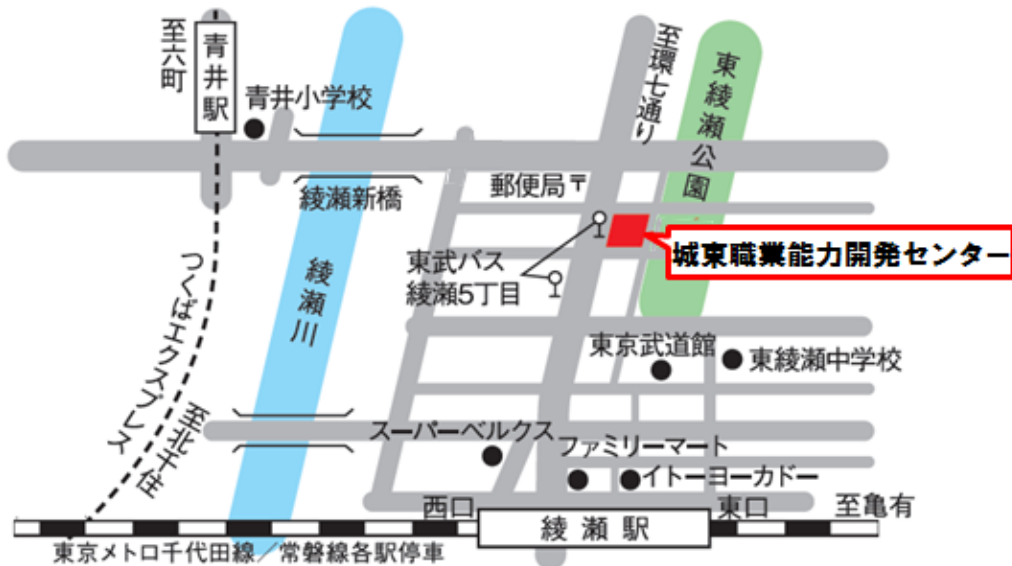 至六町
青井駅
青井小学校
至環七通り
東綾瀬公園
綾瀬新橋
郵便局〒
城東職業能力開発センター
東武バス
綾瀬5丁目
綾瀬川
つくばエクスプレス
至北千住
東京武道館
東綾瀬中学校
スーパーベルクス
ファミリーマート
イトーヨーカドー
西口
綾瀬駅
東口
至亀有
東京メトロ千代田線／常磐線各駅停車